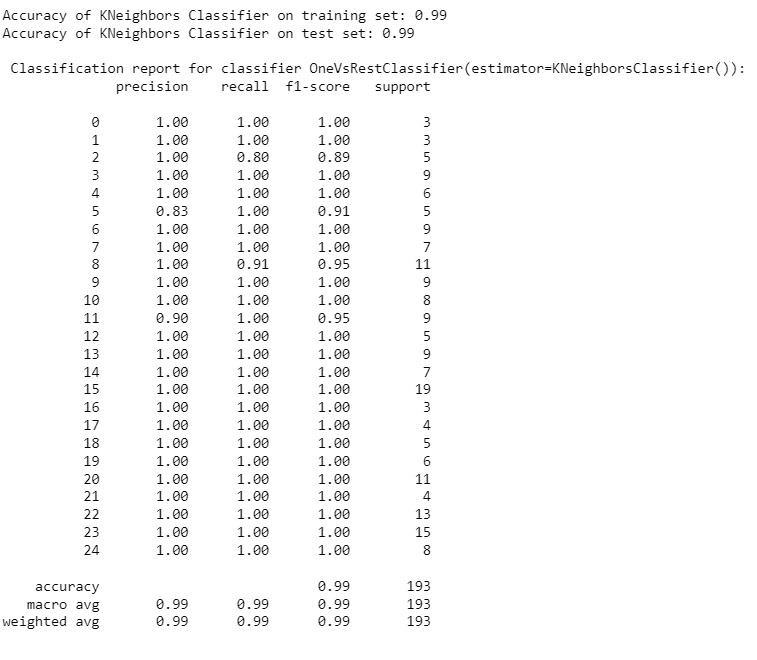 Accuracy of KNeighbors Classifier on training set: 0.99
Accuracy of KNeighbors Classifier on test set: 0.99
Classification report for classifier OneVsRestClassifier(estimator=KNeighborsClassifier()):
precision recall f1-score support
0 1.00 1.00 1.00 3
1 1.00 1.00 1.00 3
2 1.00 0.80 0.89 5
3 1.00 1.00 1.00 9
4 1.00 1.00 1.00 6
5 0.83 1.00 0.91 5
6 1.00 1.00 1.00 9
7 1.00 1.00 1.00 7
8 1.00 0.91 0.95 11
9 1.00 1.00 1.00 9
10 1.00 1.00 1.00 8
11 0.90 1.00 0.95 9
12 1.00 1.00 1.00 5
13 1.00 1.00 1.00 9
14 1.00 1.00 1.00 7
15 1.00 1.00 1.00 19
16 1.00 1.00 1.00 3
17 1.00 1.00 1.00 4
18 1.00 1.00 1.00 5
19 1.00 1.00 1.00 6
20 1.00 1.00 1.00 11
21 1.00 1.00 1.00 4
22 1.00 1.00 1.00 13
23 1.00 1.00 1.00 15
24 1.00 1.00 1.00 8
accuracy 0.99 193
macro avg 0.99 0.99 0.99 193
weighted avg 0.99 0.99 0.99 193